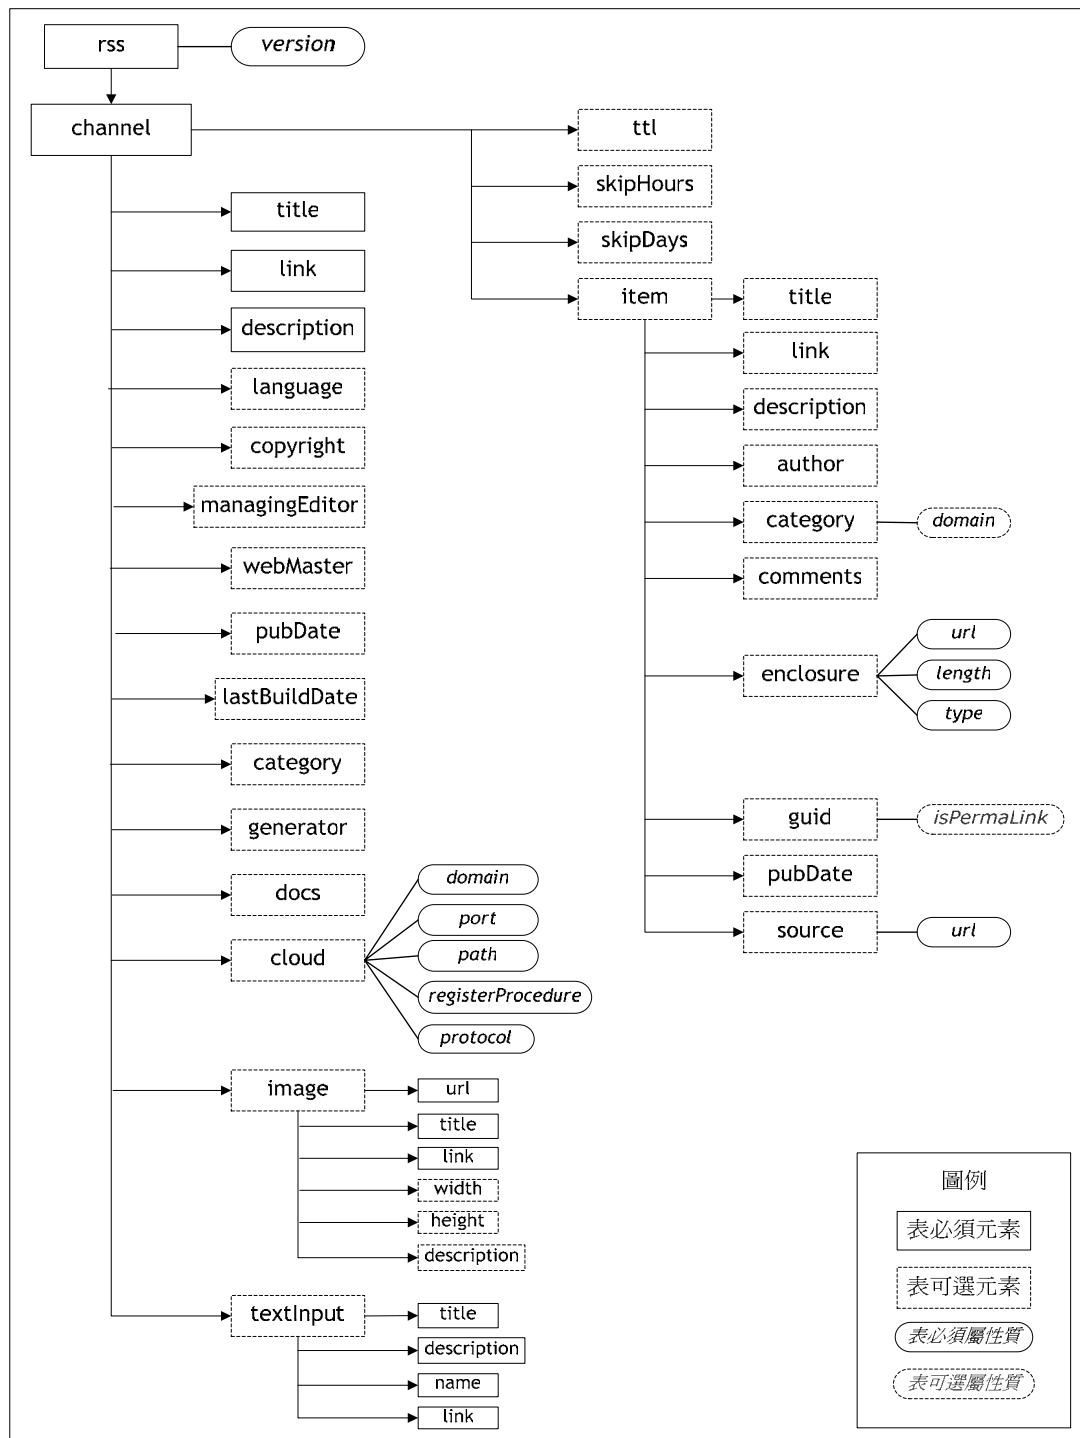 rss
version
channel
title
link
description
language
copyright
managingEditor
webMaster
pubDate
lastBuildDate
category
generator
docs
cloud
domain
port
path
registerProcedure
protocol
image
url
title
link
width
height
description
textInput
title
description
name
link
ttl
skipHours
skipDays
item
title
link
description
author
category
domain
comments
enclosure
url
length
type
guid
isPermaLink
pubDate
source
url
圖例
表必須元素
表可選元素
表必須屬性質
表可選屬性質